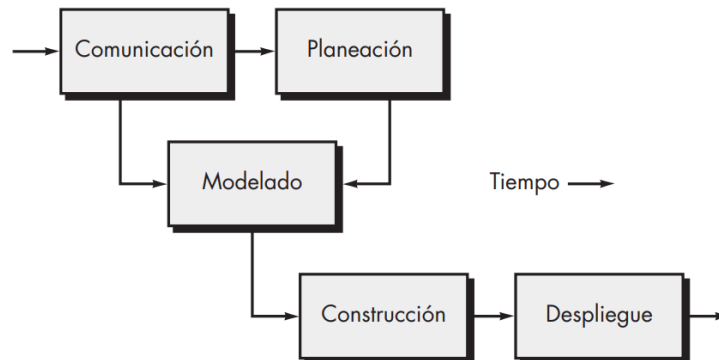 Comunicación
Planeación
Modelado
Tiempo
Construcción
Despliegue